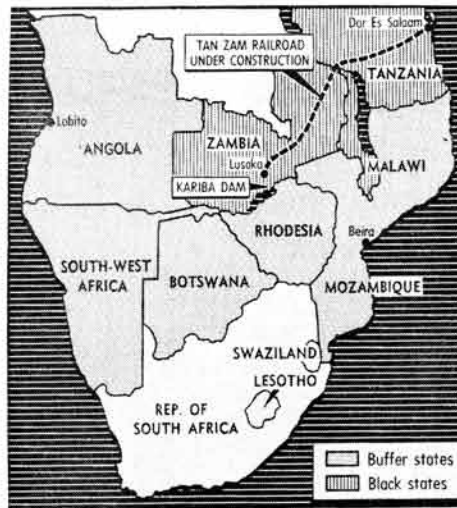 Dar Es Salaam
TAN ZAM RAILROAD
UNDER CONSTRUCTION
TANZANIA
Lobito
ANGOLA
ZAMBIA
Lusaka
MALAWI
KARIBA DAM
RHODESIA
Beira
SOUTH-WEST
AFRICA
BOTSWANA
MOZAMBIQUE
SWAZILAND
LESOTHO
REP. OF
SOUTH AFRICA
Buffer states
Black states